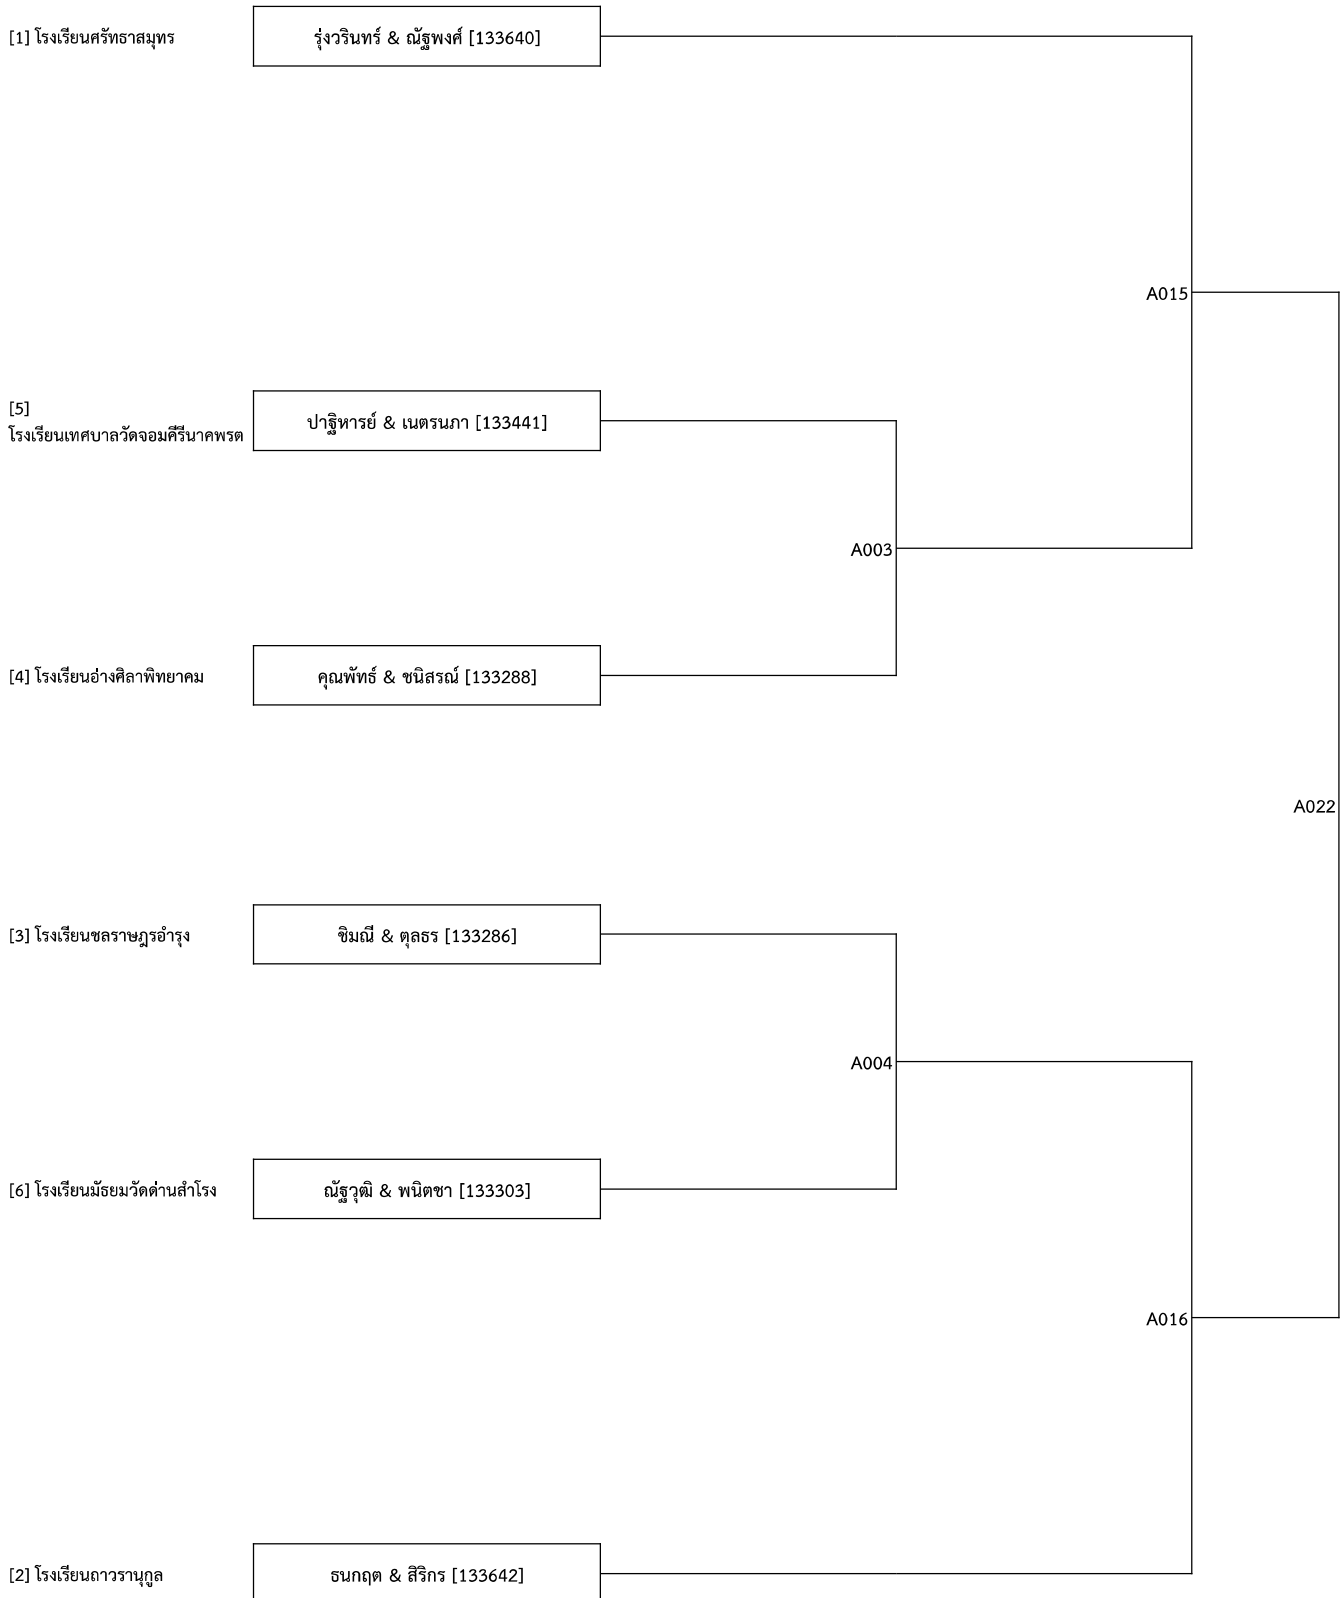 [1] โรงเรียนศรัทธาสมุทร
รุ่งวรินทร์ & ณัฐพงศ์ [133640]
A015
[5]
โรงเรียนเทศบาลวัดจอมคีรีนาคพรต
ปาฐิหารย์ & เนตรนภา [133441]
A003
[4] โรงเรียนอ่างศิลาพิทยาคม
คุณพัทธ์ & ชนิสรณ์ [133288]
A022
[3] โรงเรียนชลราษฎรอำรุง
ชิมณี & ตุลธร [133286]
A004
[6] โรงเรียนมัธยมวัดด่านสำโรง
ณัฐวุฒิ & พนิตชา [133303]
A016
[2] โรงเรียนถาวรานุกูล
ธนกฤต & สิริกร [133642]